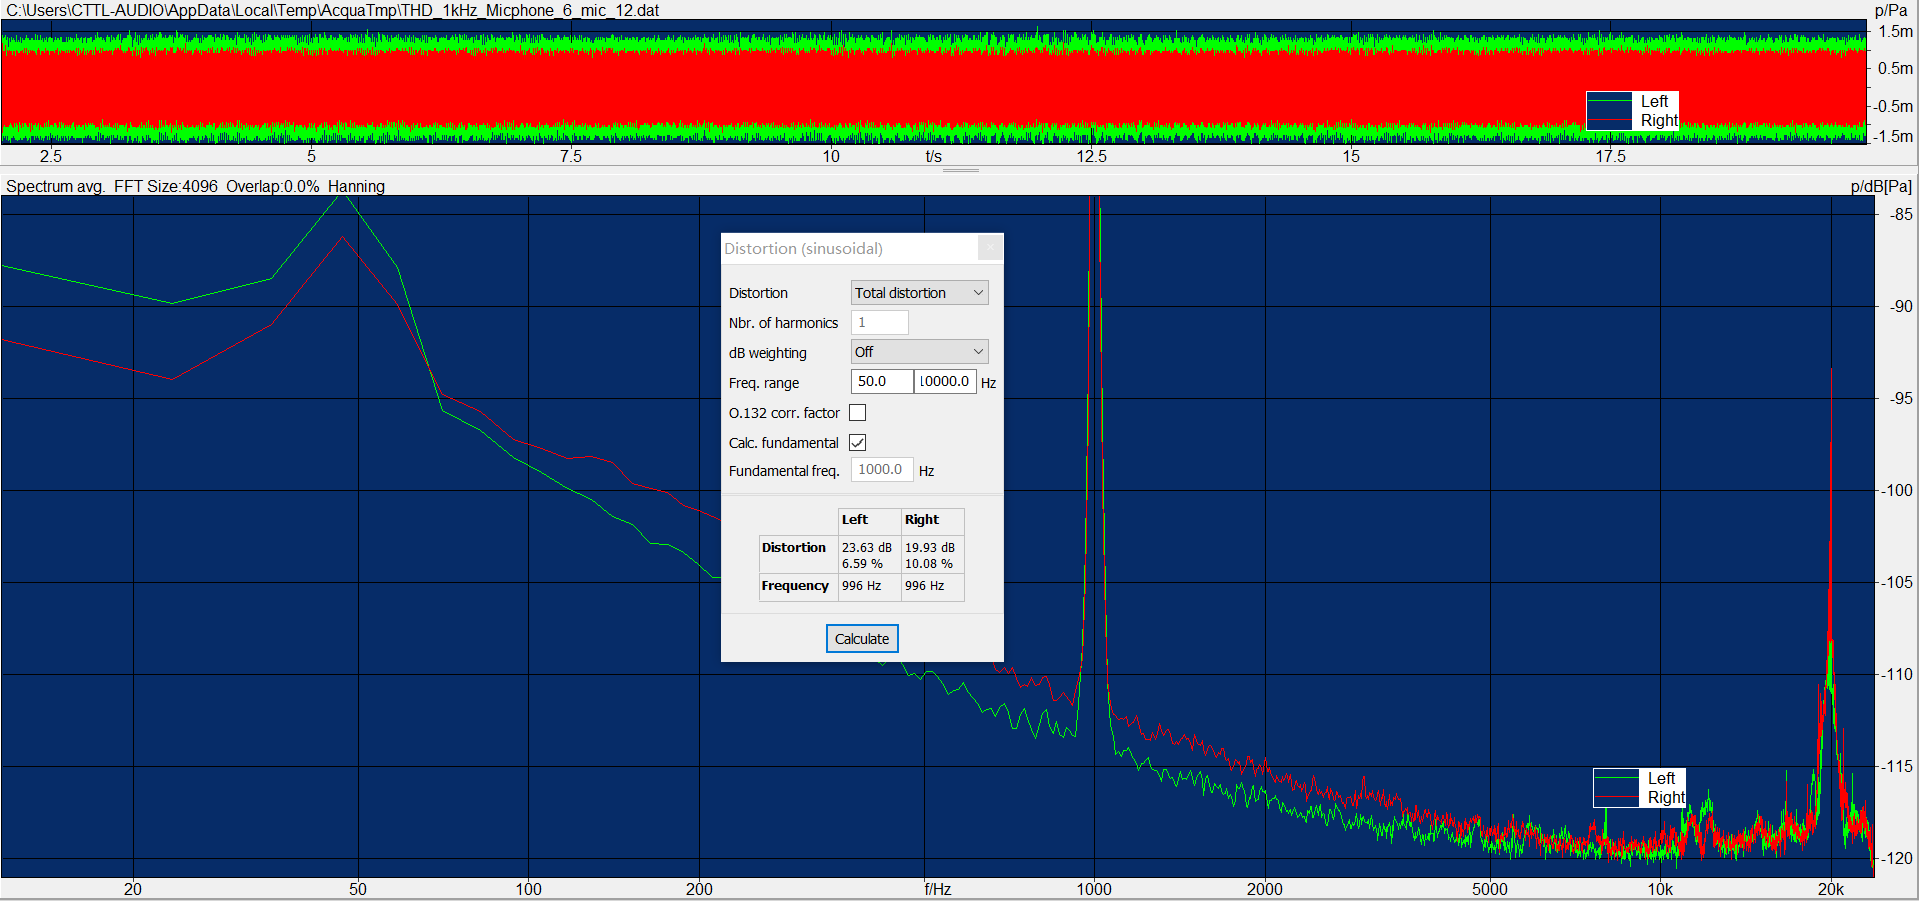 C:\Users\CTTL-AUDIO\AppData\Local\Temp\AcquaTmp\THD_1kHz_Micphone_6_mic_12.dat
p/Pa
1.5m
0.5m
-0.5m
-1.5m
Left
Right
2.5 5 7.5 10 t/s 12.5 15 17.5
Spectrum avg. FFT Size:4096 Overlap:0.0% Hanning
p/dB[Pa]
-85
-90
-95
-100
-105
-110
-115
-120
Distortion (sinusoidal)
Distortion Total distortion
Nbr. of harmonics 1
dB weighting Off
Freq. range 50.0 10000.0 Hz
O.132 corr. factor
Calc. fundamental
Fundamental freq. 1000.0 Hz
Left Right
Distortion 23.63 dB 19.93 dB
6.59 % 10.08 %
Frequency 996 Hz 996 Hz
Calculate
Left
Right
20 50 100 200 f/Hz 1000 2000 5000 10k 20k